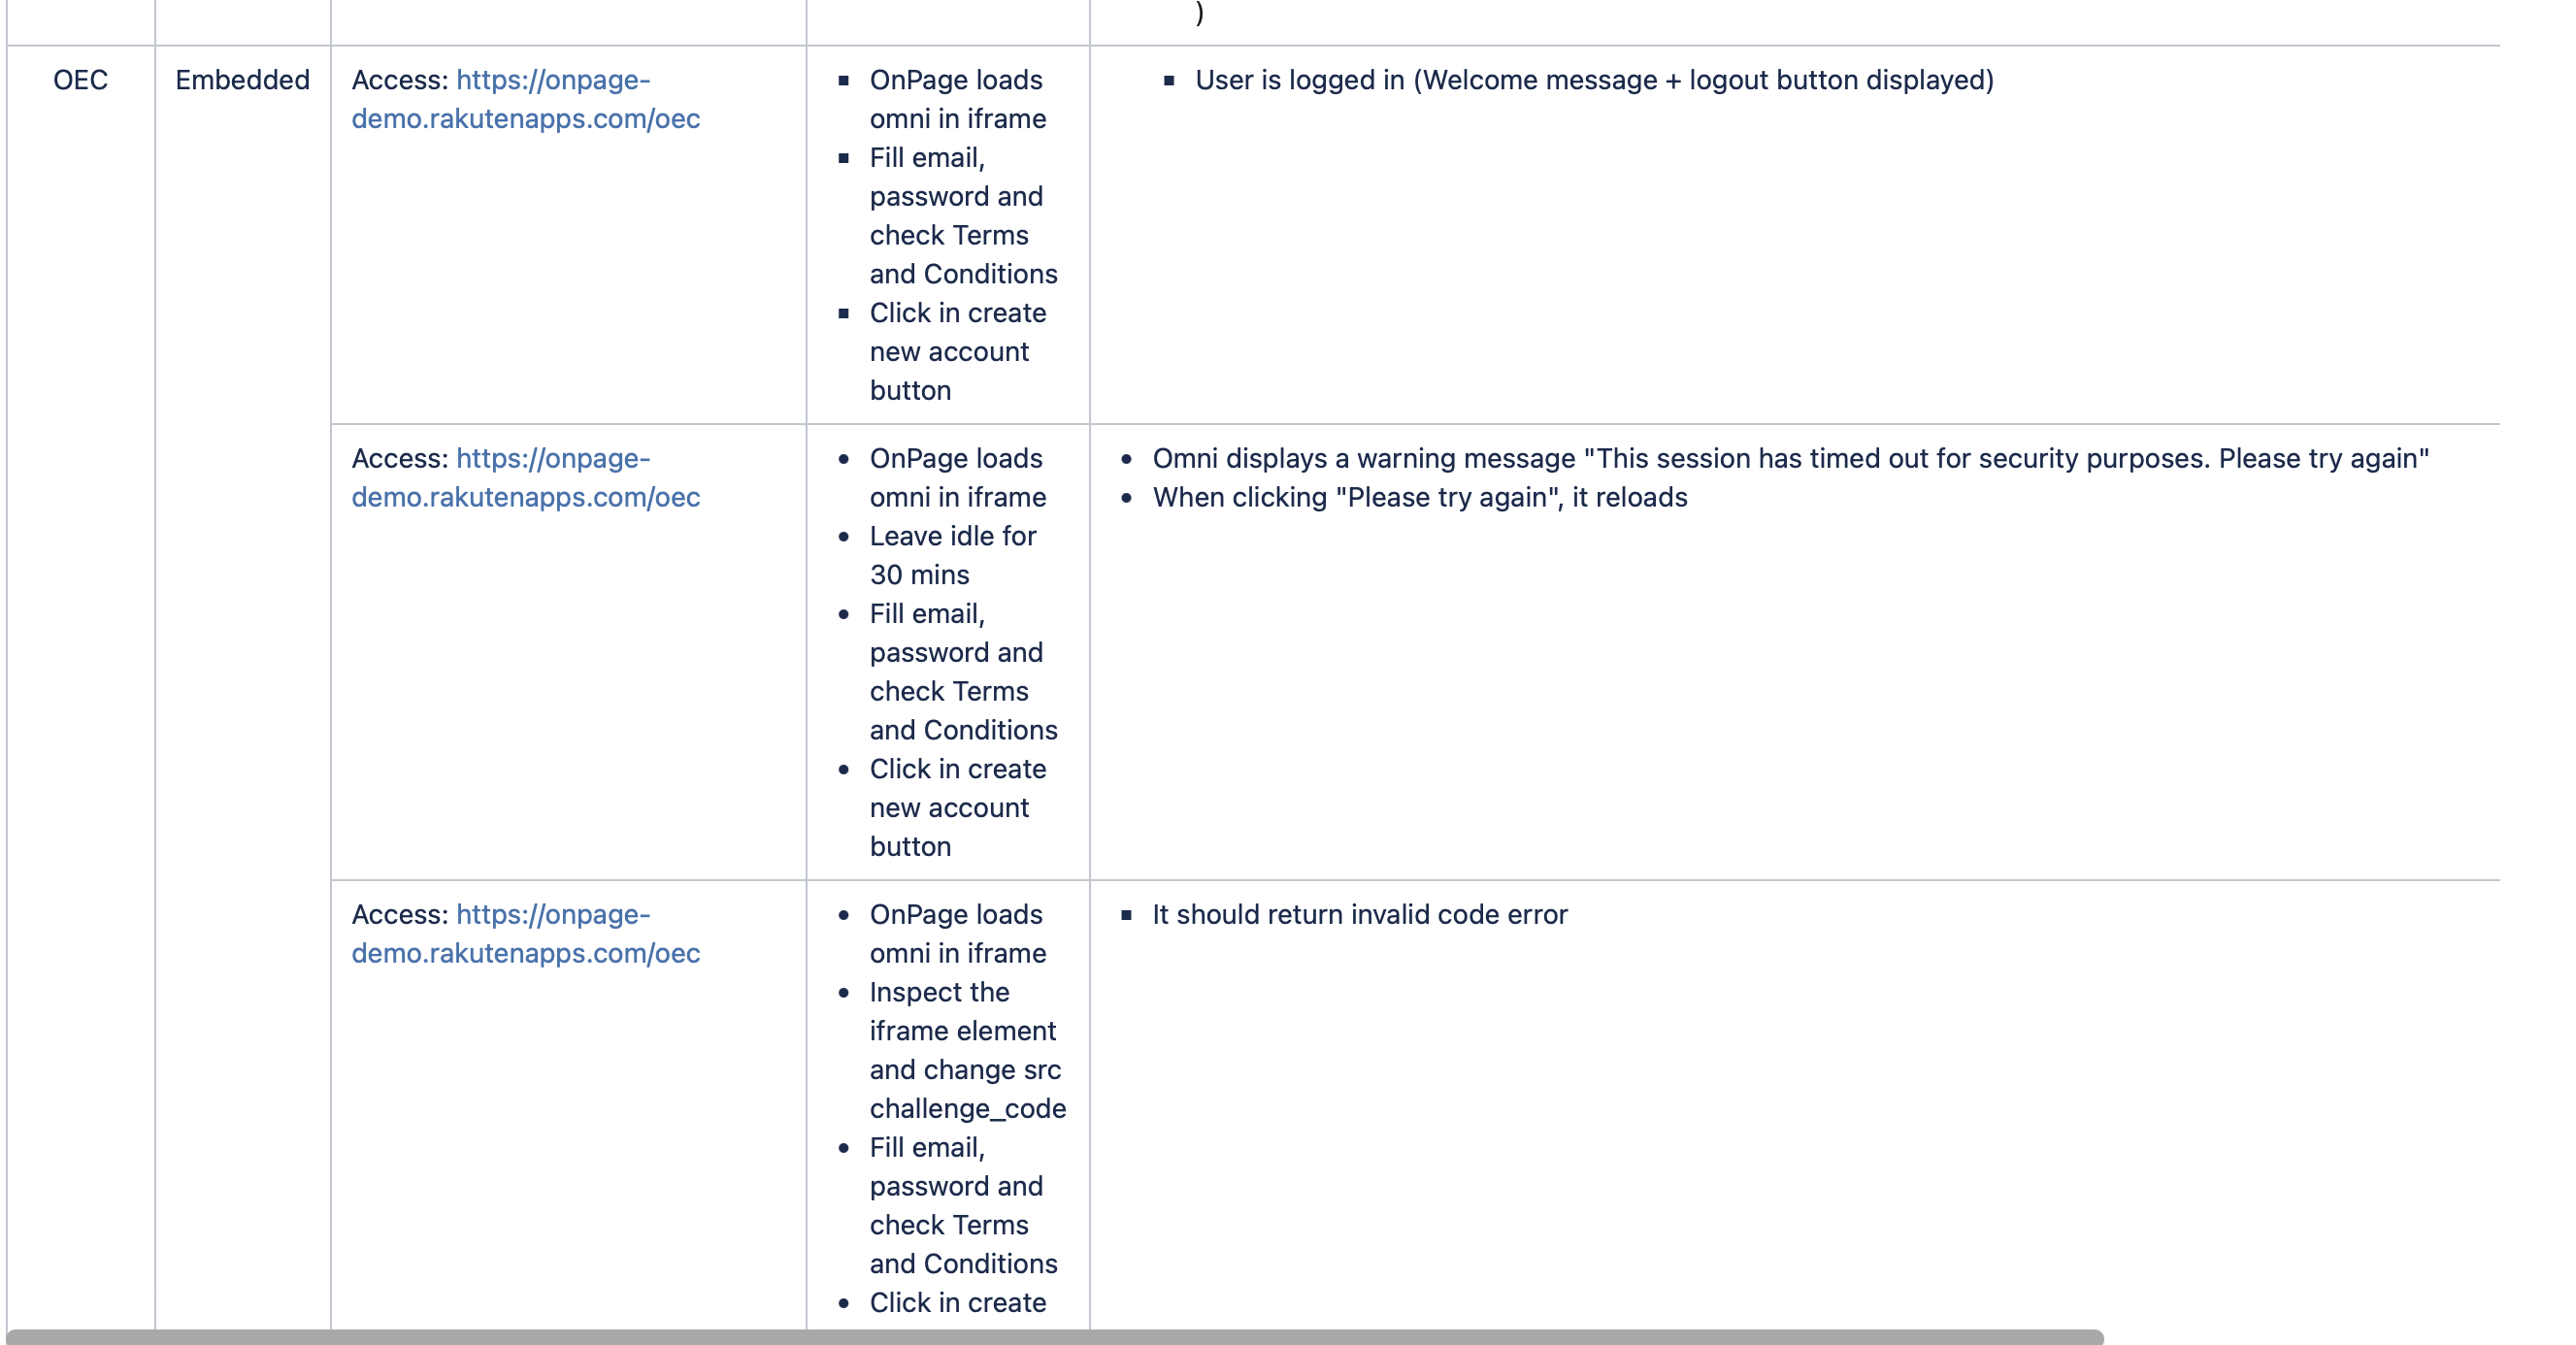 )
OEC
Embedded
Access: https://onpage-
demo.rakutenapps.com/oec
▪ OnPage loads
omni in iframe
▪ Fill email,
password and
check Terms
and Conditions
▪ Click in create
new account
button
▪ User is logged in (Welcome message + logout button displayed)
Access: https://onpage-
demo.rakutenapps.com/oec
• OnPage loads
omni in iframe
• Leave idle for
30 mins
• Fill email,
password and
check Terms
and Conditions
• Click in create
new account
button
• Omni displays a warning message "This session has timed out for security purposes. Please try again"
• When clicking "Please try again", it reloads
Access: https://onpage-
demo.rakutenapps.com/oec
• OnPage loads
omni in iframe
• Inspect the
iframe element
and change src
challenge_code
• Fill email,
password and
check Terms
and Conditions
• Click in create
▪ It should return invalid code error